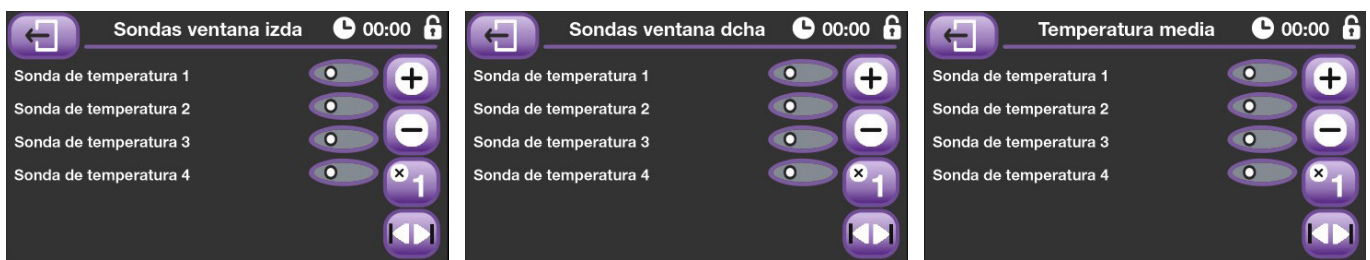 Sondas ventana izda 00:00
Sonda de temperatura 1
Sonda de temperatura 2
Sonda de temperatura 3
Sonda de temperatura 4
×1
Sondas ventana dcha 00:00
Sonda de temperatura 1
Sonda de temperatura 2
Sonda de temperatura 3
Sonda de temperatura 4
×1
Temperatura media 00:00
Sonda de temperatura 1
Sonda de temperatura 2
Sonda de temperatura 3
Sonda de temperatura 4
×1